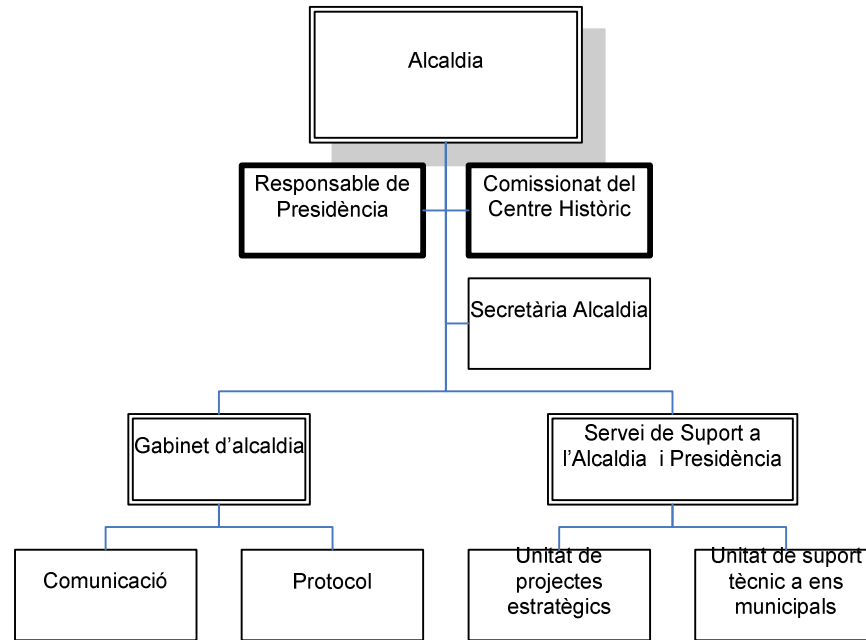 Alcaldia
Responsable de
Presidència
Comissionat del
Centre Històric
Secretària Alcaldia
Gabinet d'alcaldia
Servei de Suport a
l'Alcaldia i Presidència
Comunicació
Protocol
Unitat de
projectes
estratègics
Unitat de suport
tècnic a ens
municipals